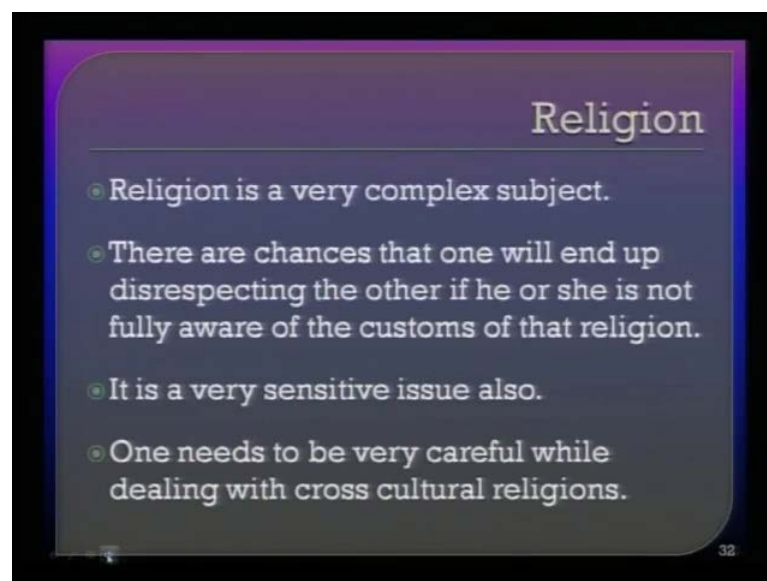 Religion
Religion is a very complex subject.
There are chances that one will end up
disrespecting the other if he or she is not
fully aware of the customs of that religion.
It is a very sensitive issue also.
One needs to be very careful while
dealing with cross cultural religions.
32